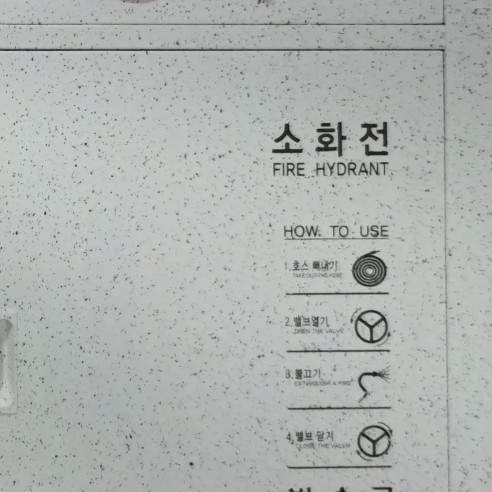 소화전
FIRE HYDRANT
HOW TO USE
1. 호스 빼내기
TAKE OUT THE HOSE
2. 밸브열기
OPEN THE VALVE
3. 불끄기
EXTINGUISH A FIRE
4. 밸브 닫기
CLOSE THE VALVE